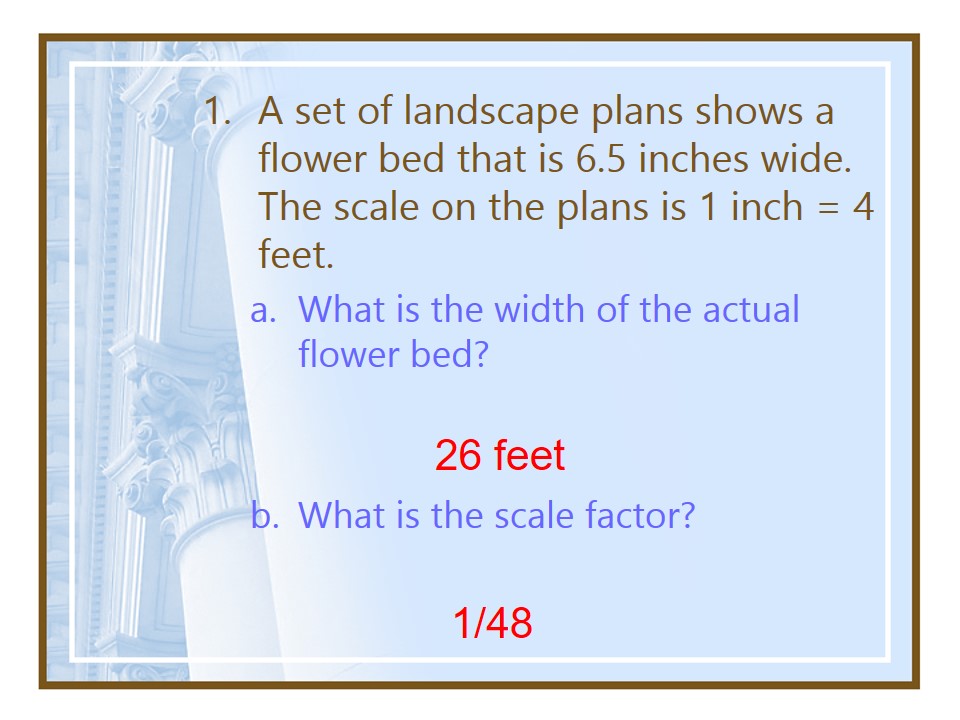 1. A set of landscape plans shows a
flower bed that is 6.5 inches wide.
The scale on the plans is 1 inch = 4
feet.
a. What is the width of the actual
flower bed?
26 feet
b. What is the scale factor?
1/48